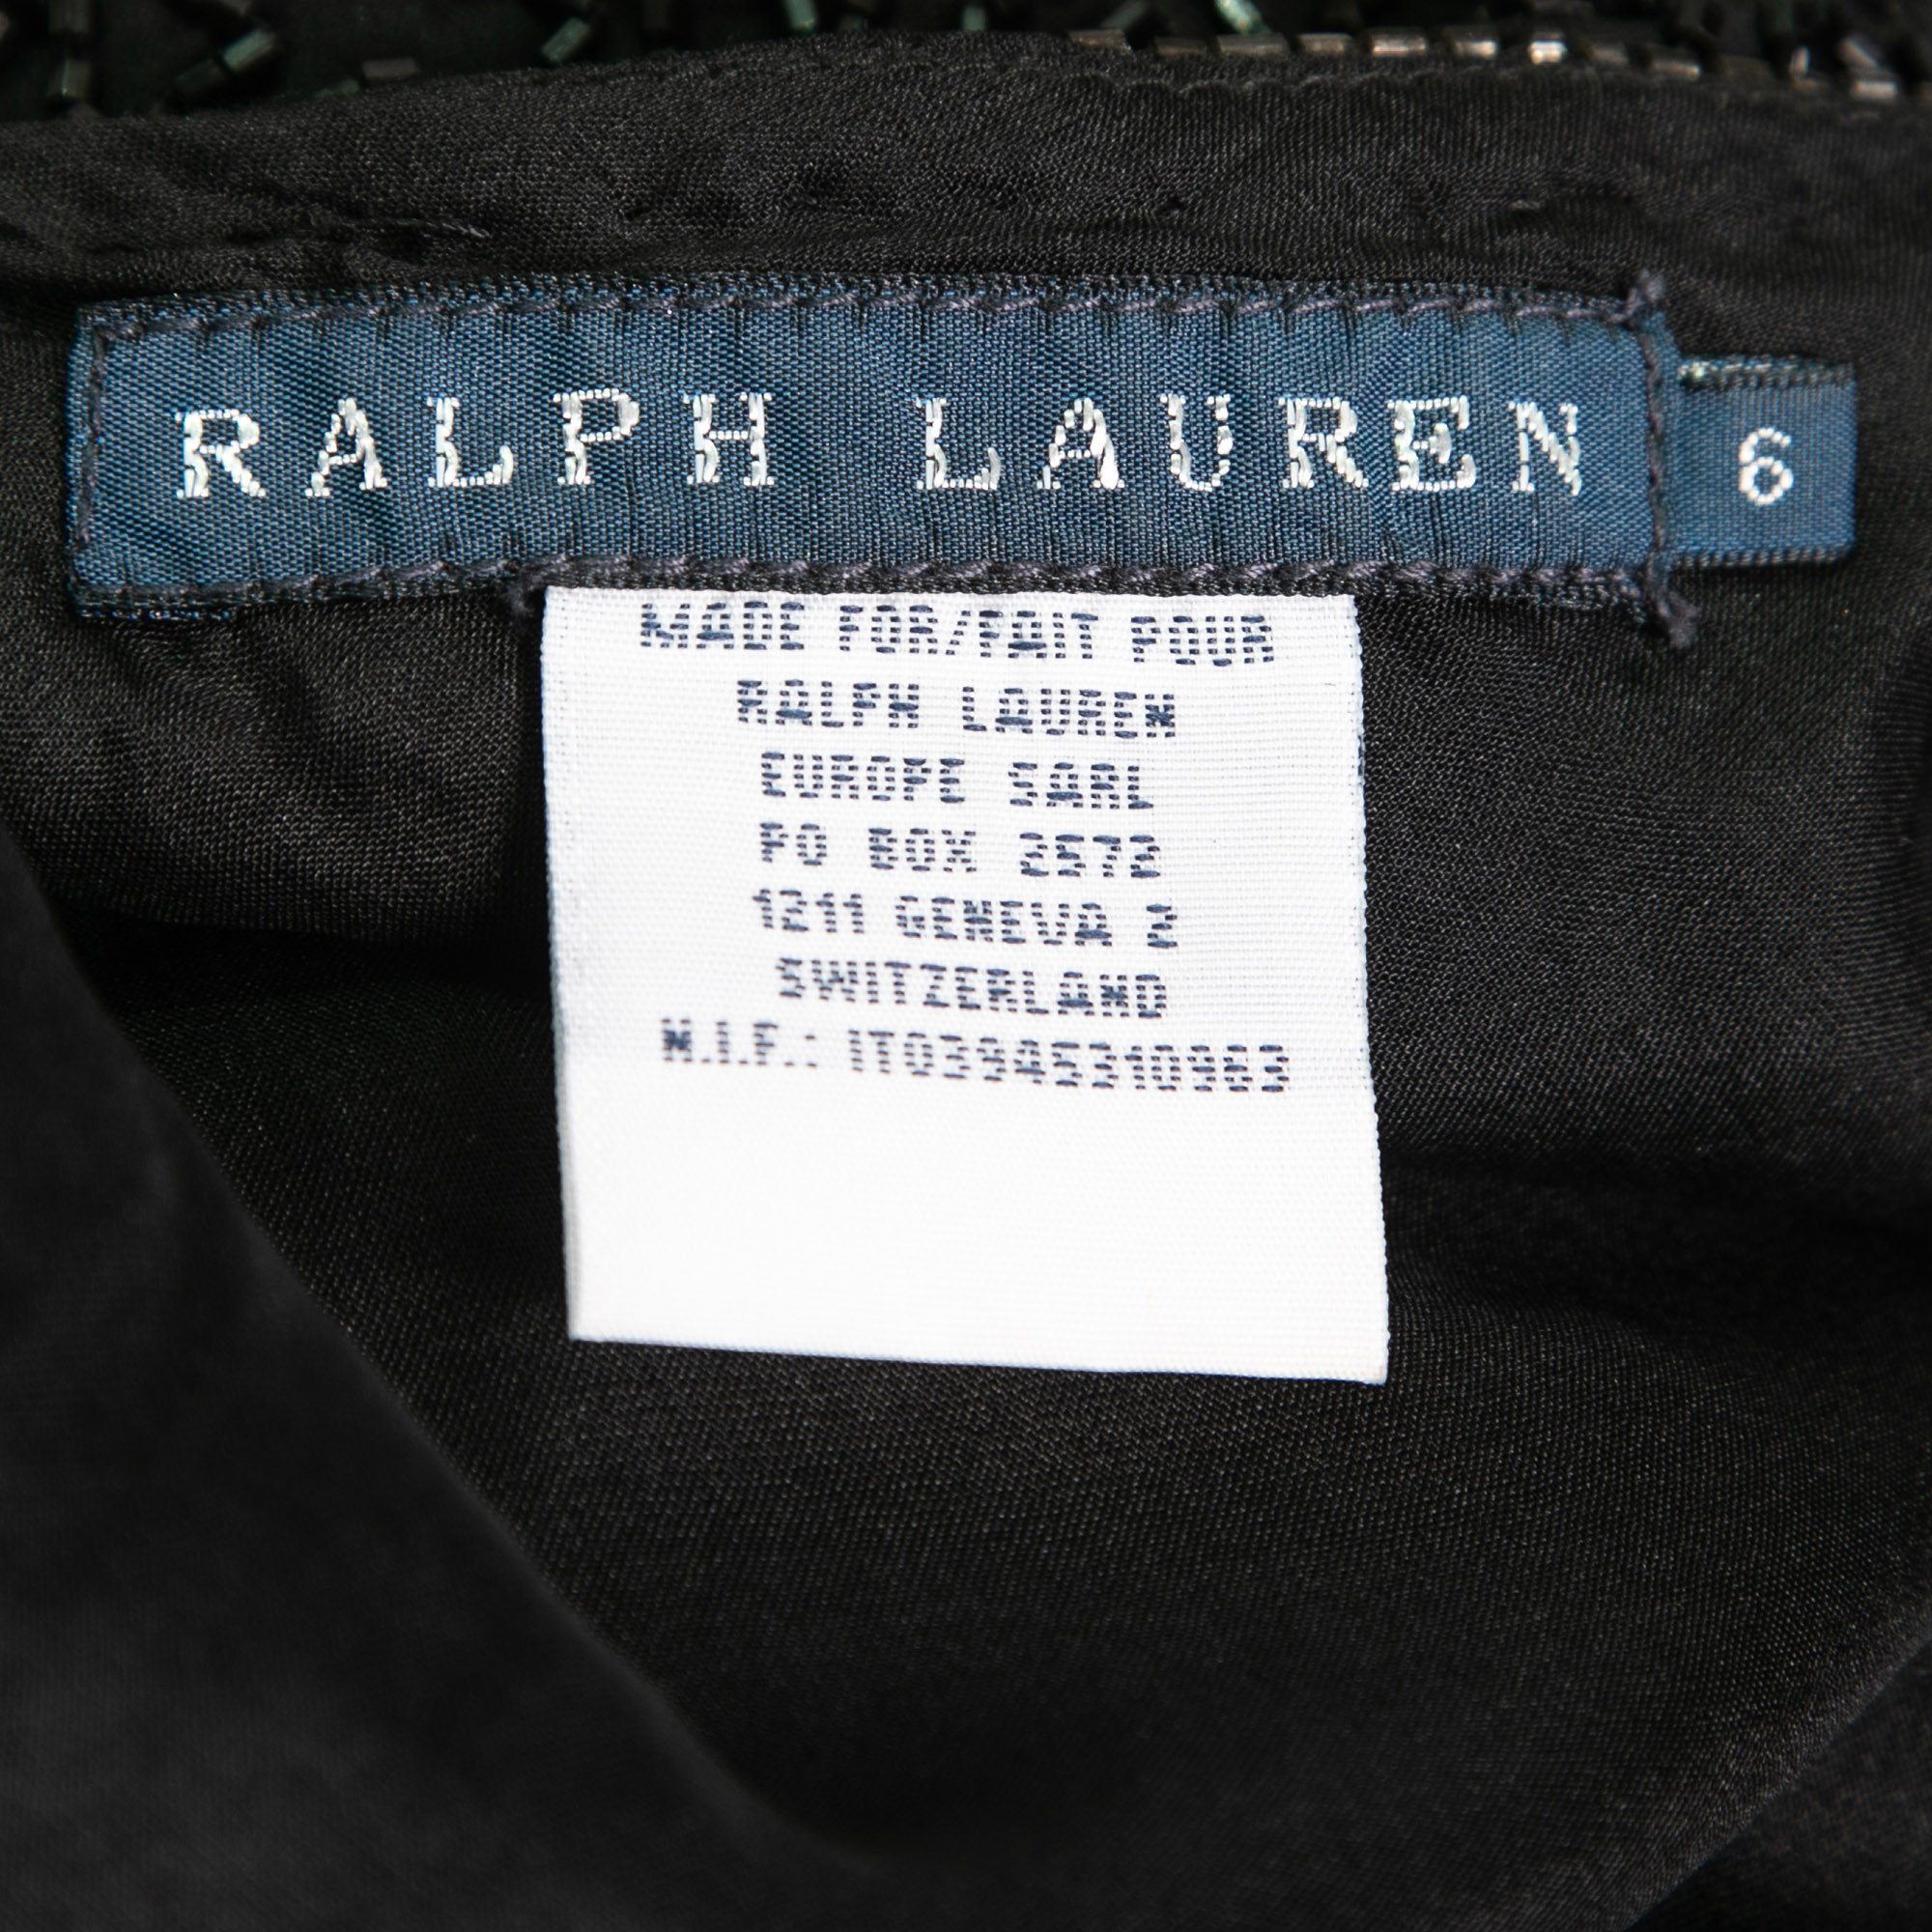 RALPH LAUREN
6
MADE FOR/FAIT POUR
RALPH LAUREN
EUROPE SARL
PO BOX 2572
1211 GENEVA 2
SWITZERLAND
N.I.F.: IT03945310963